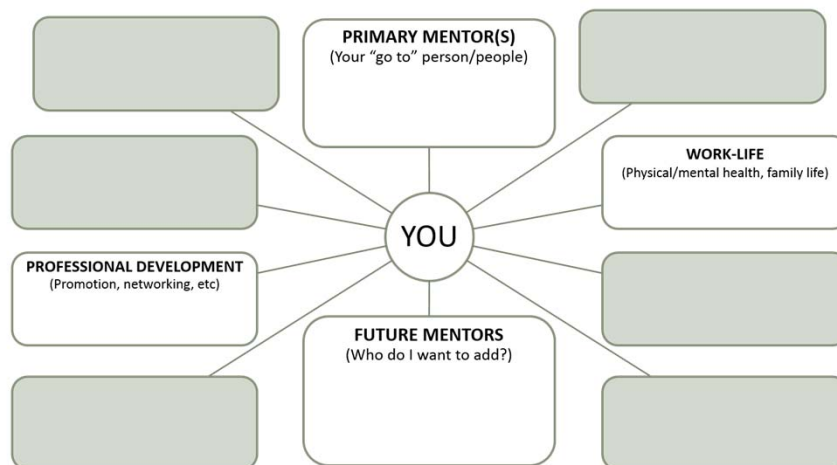 PRIMARY MENTOR(S)
(Your “go to” person/people)
WORK-LIFE
(Physical/mental health, family life)
YOU
PROFESSIONAL DEVELOPMENT
(Promotion, networking, etc)
FUTURE MENTORS
(Who do I want to add?)